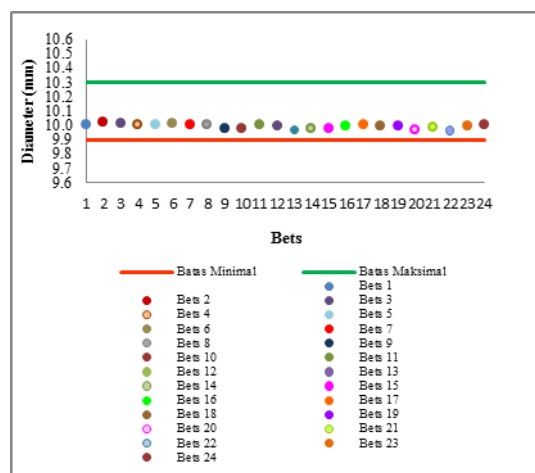 10.6
10.5
10.4
10.3
10.2
10.1
10.0
9.9
9.8
9.7
9.6
Diameter (mm)
1 2 3 4 5 6 7 8 9 10 11 12 13 14 15 16 17 18 19 20 21 22 23 24
Bets
Batas Minimal Batas Maksimal
Bets 1
Bets 2 Bets 3
Bets 4 Bets 5
Bets 6 Bets 7
Bets 8 Bets 9
Bets 10 Bets 11
Bets 12 Bets 13
Bets 14 Bets 15
Bets 16 Bets 17
Bets 18 Bets 19
Bets 20 Bets 21
Bets 22 Bets 23
Bets 24